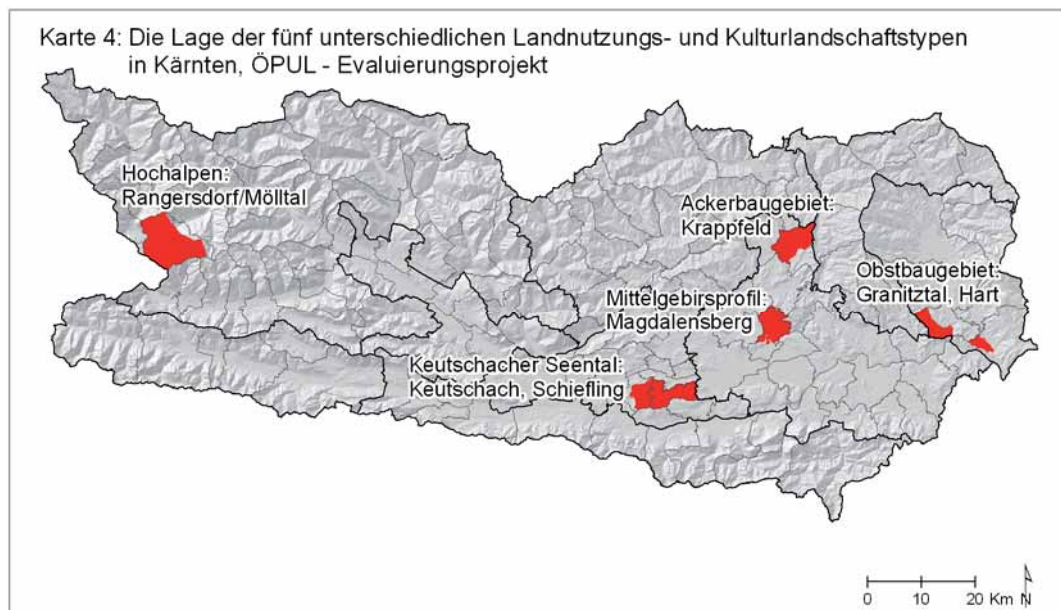 Karte 4: Die Lage der fünf unterschiedlichen Landnutzungs- und Kulturlandschaftstypen
in Kärnten, ÖPUL - Evaluierungsprojekt
Hochalpen:
Rangersdorf/Mölltal
Ackerbaugebiet:
Krappfeld
Obstbaugebiet:
Granitztal, Hart
Mittelgebirsprofil:
Magdalensberg
Keutschacher Seental:
Keutschach, Schiefling
0 10 20 Km N